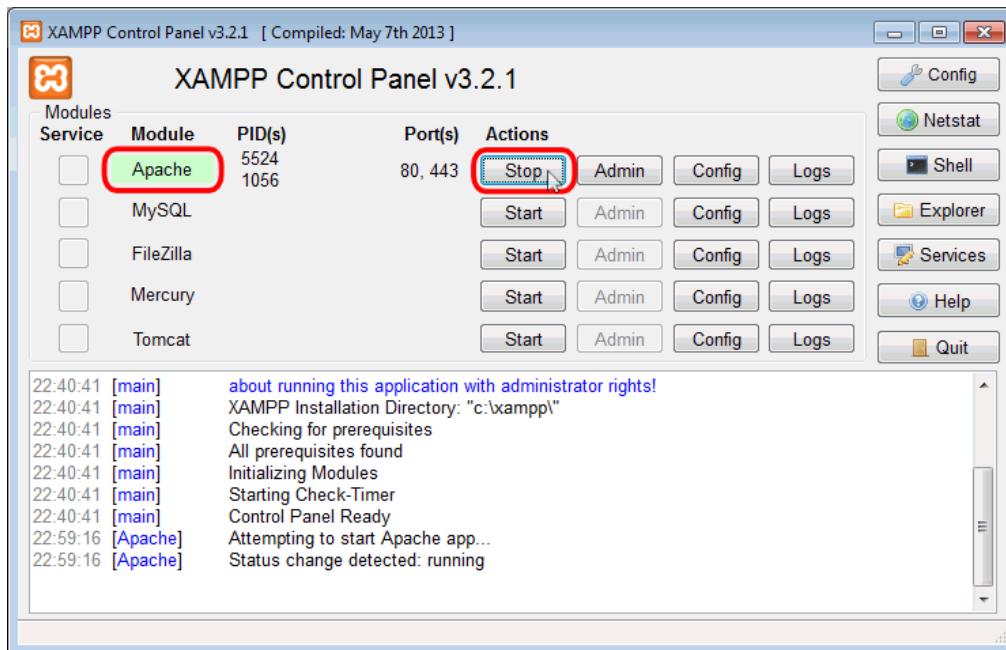 XAMPP Control Panel v3.2.1 [ Compiled: May 7th 2013 ]
XAMPP Control Panel v3.2.1
Config
Modules
Service Module PID(s) Port(s) Actions
Netstat
Apache 5524 80, 443 Stop Admin Config Logs
1056
Shell
MySQL Start Admin Config Logs
Explorer
FileZilla Start Admin Config Logs
Services
Mercury Start Admin Config Logs
Help
Tomcat Start Admin Config Logs
Quit
22:40:41 [main] about running this application with administrator rights!
22:40:41 [main] XAMPP Installation Directory: "c:\xampp\"
22:40:41 [main] Checking for prerequisites
22:40:41 [main] All prerequisites found
22:40:41 [main] Initializing Modules
22:40:41 [main] Starting Check-Timer
22:40:41 [main] Control Panel Ready
22:59:16 [Apache] Attempting to start Apache app...
22:59:16 [Apache] Status change detected: running